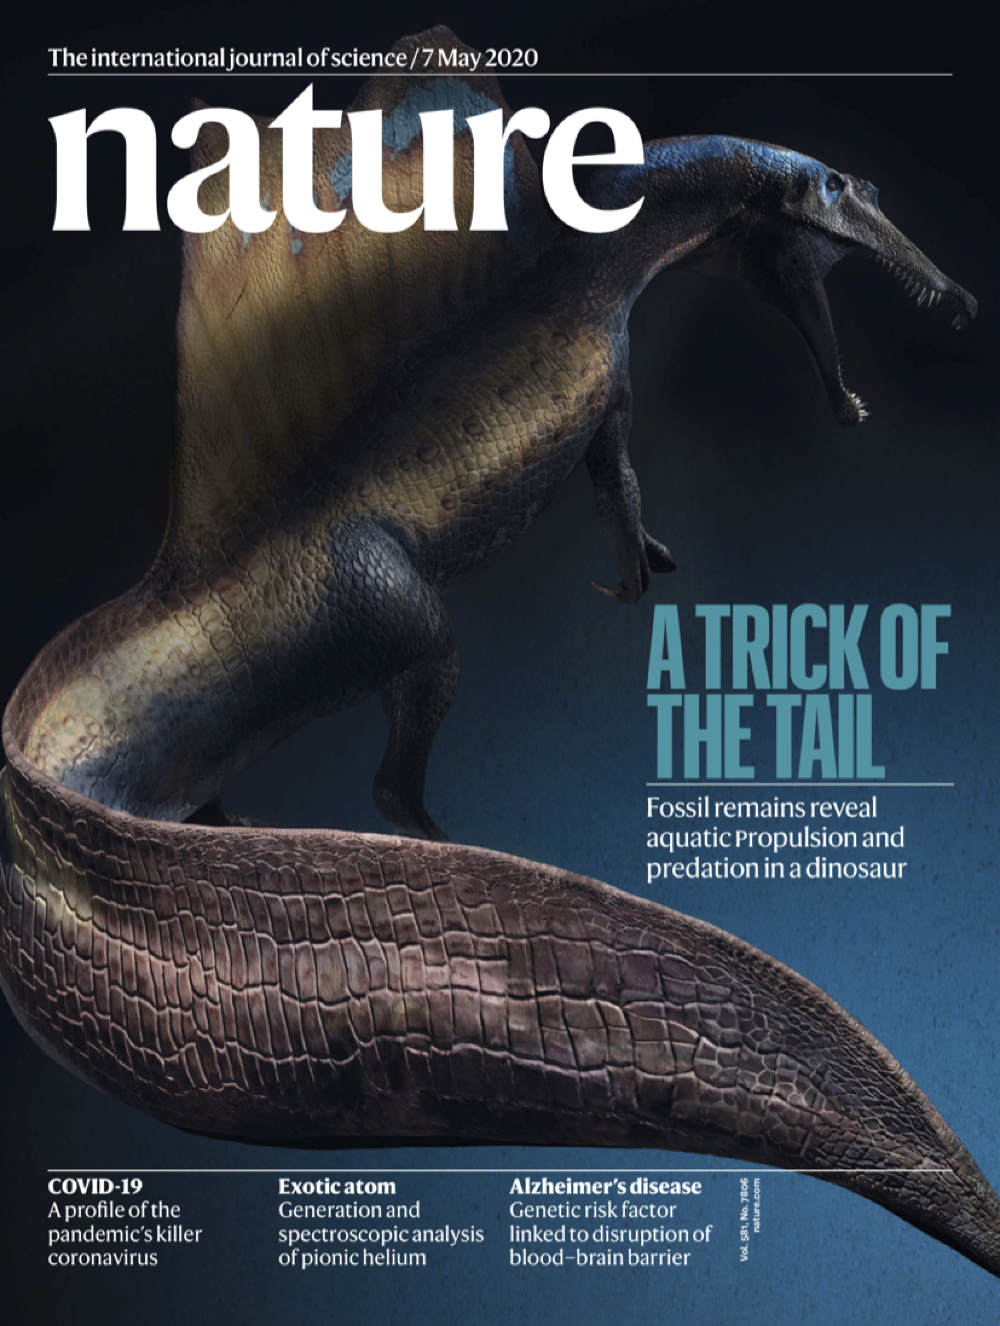 The international journal of science / 7 May 2020
nature
A TRICK OF
THE TAIL
Fossil remains reveal
aquatic Propulsion and
predation in a dinosaur
COVID-19
A profile of the
pandemic's killer
coronavirus
Exotic atom
Generation and
spectroscopic analysis
of pionic helium
Alzheimer's disease
Genetic risk factor
linked to disruption of
blood–brain barrier
Vol. 581, No. 7806
nature.com